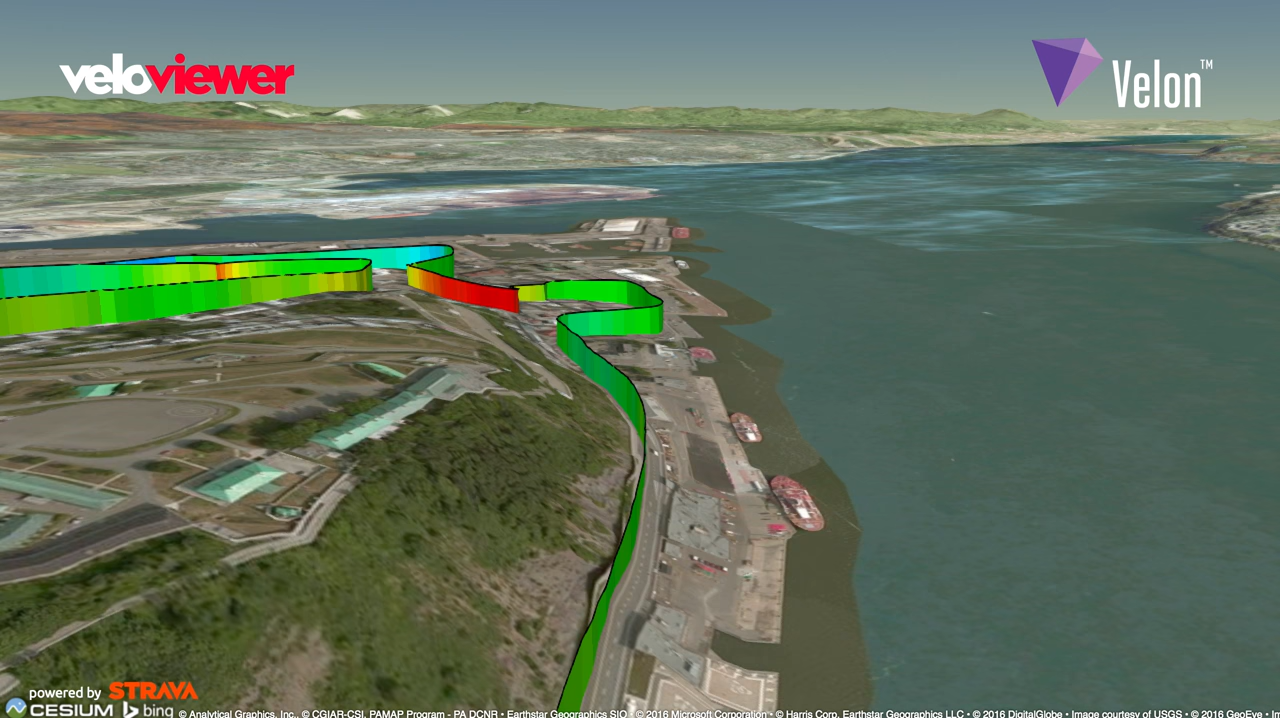 veloviewer
Velon™
powered by STRAVA
CESIUM bing © Analytical Graphics, Inc., © CGIAR-CSI, PAMAP Program - PA DCNR • Earthstar Geographics SIO • © 2016 Microsoft Corporation • © Harris Corp, Earthstar Geographics LLC • © 2016 DigitalGlobe • Image courtesy of USGS • © 2016 GeoEye •